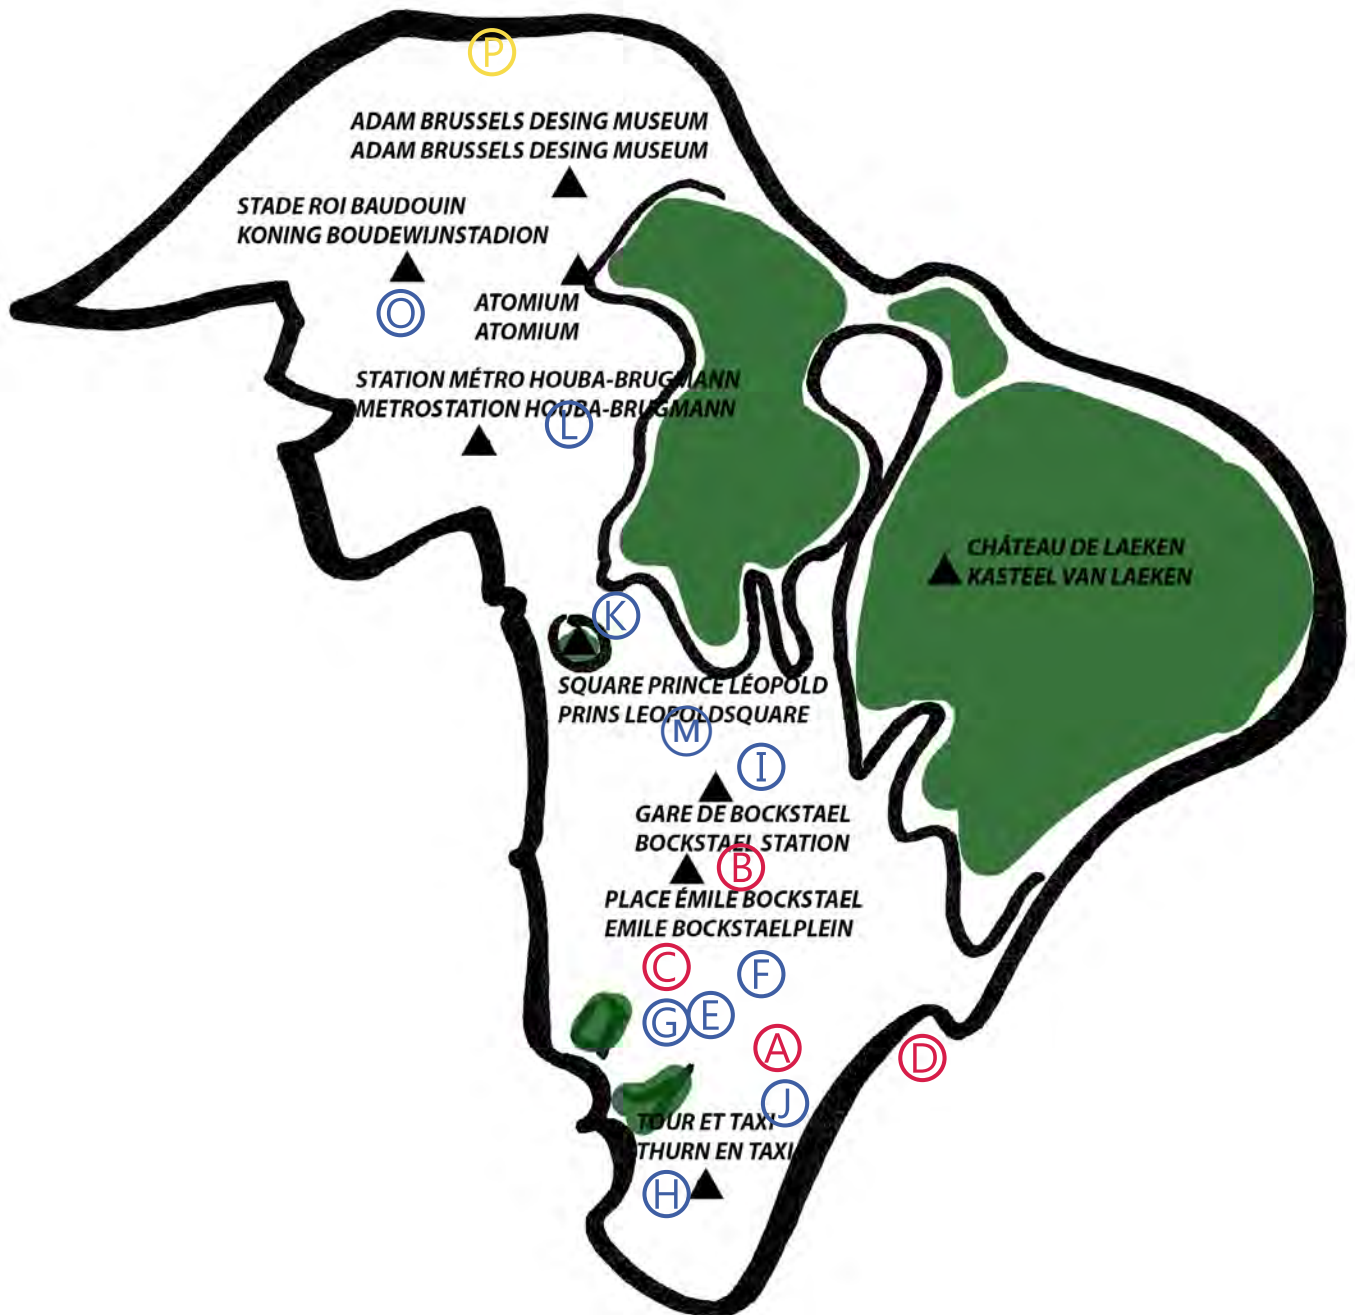 P
ADAM BRUSSELS DESING MUSEUM
ADAM BRUSSELS DESING MUSEUM
STADE ROI BAUDOUIN
KONING BOUDEWIJNSTADION
O
ATOMIUM
ATOMIUM
STATION MÉTRO HOUBA-BRUGMANN
METROSTATION HOUBA-BRUGMANN
L
CHÂTEAU DE LAEKEN
KASTEEL VAN LAEKEN
K
SQUARE PRINCE LÉOPOLD
PRINS LEOPOLDSQUARE
M
I
GARE DE BOCKSTAEL
BOCKSTAEL STATION
B
PLACE ÉMILE BOCKSTAEL
EMILE BOCKSTAELPLEIN
C
F
G
E
A
D
J
TOUR ET TAXI
THURN EN TAXI
H